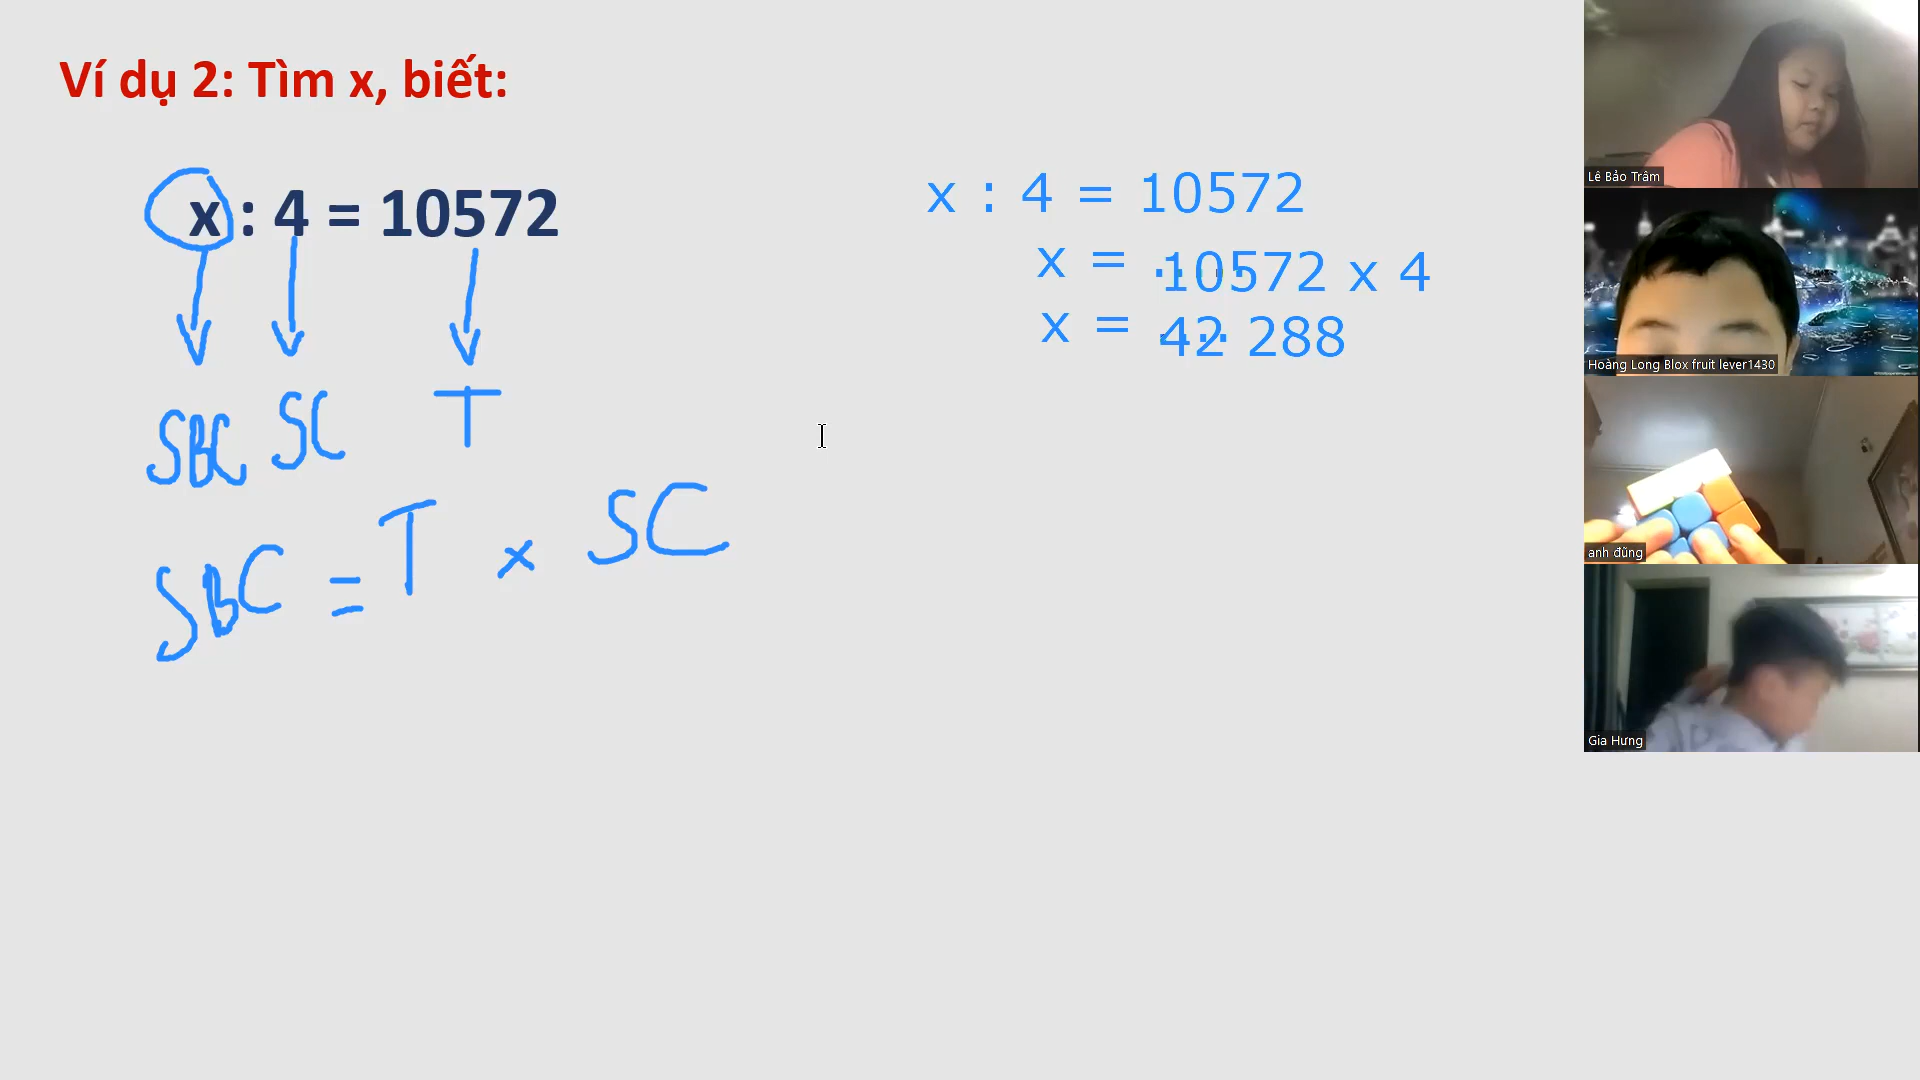 Ví dụ 2: Tìm x, biết:
x : 4 = 10572
SBC SC T
SBC = T x SC
x : 4 = 10572
x = ..... 10572 x 4
x = .... 42 288
Lê Bảo Trâm
Hoàng Long Blox fruit lever1430
anh đũng
Gia Hưng